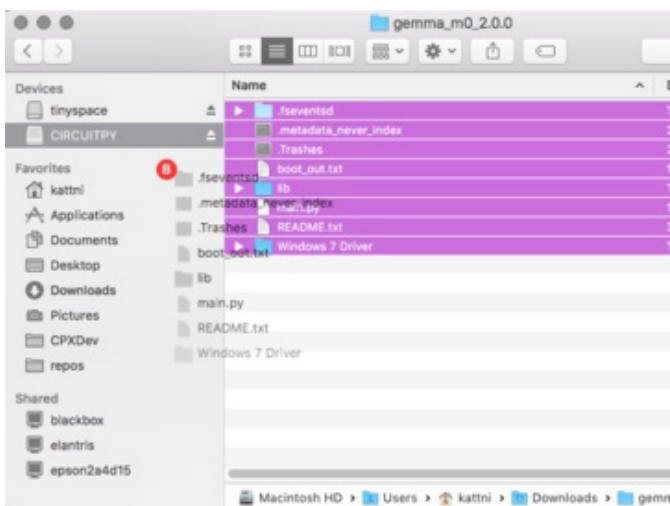 gemma_m0_2.0.0
Devices
tinyspace
CIRCUITPY
Favorites
kattni
Applications
Documents
Desktop
Downloads
Pictures
CPXDev
repos
Shared
blackbox
elantris
epson2a4d15
Name
.fseventsd
.metadata_never_index
.Trashes
boot_out.txt
lib
main.py
README.txt
Windows 7 Driver
8
.fseventsd
.metadata_never_index
.Trashes
boot_out.txt
lib
main.py
README.txt
Windows 7 Driver
Macintosh HD › Users › kattni › Downloads › gemm